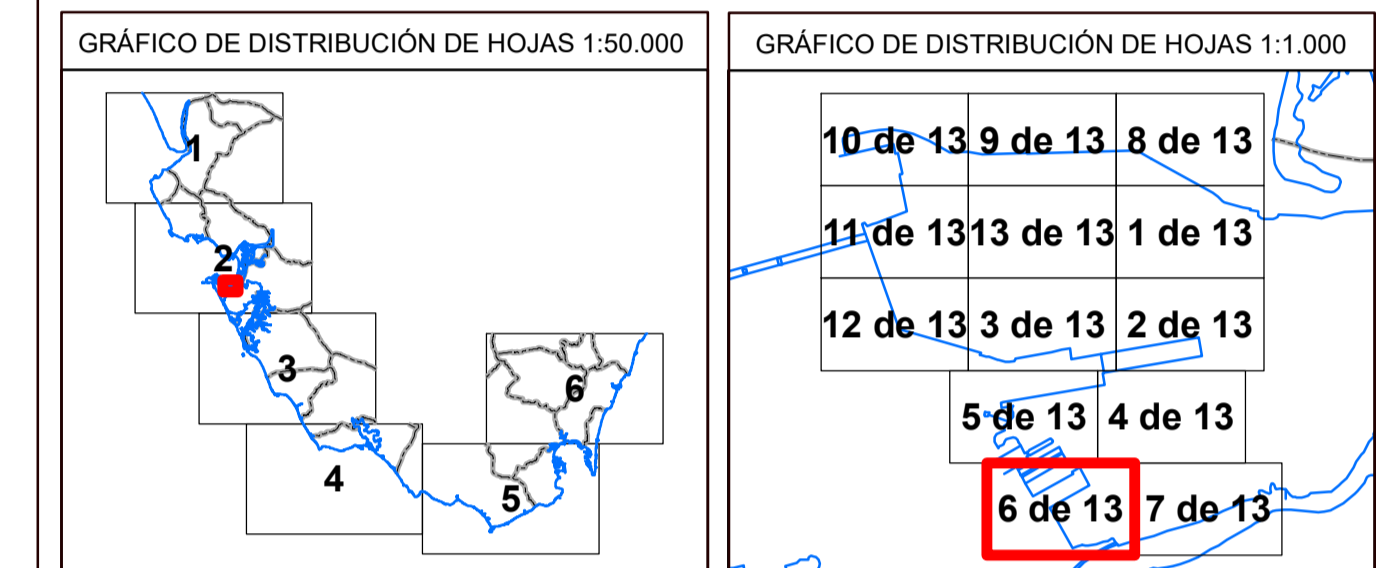 GRÁFICO DE DISTRIBUCIÓN DE HOJAS 1:50.000
1
2
3
4
5
6
GRÁFICO DE DISTRIBUCIÓN DE HOJAS 1:1.000
10 de 13 9 de 13 8 de 13
11 de 13 13 de 13 1 de 13
12 de 13 3 de 13 2 de 13
5 de 13 4 de 13
6 de 13 7 de 13